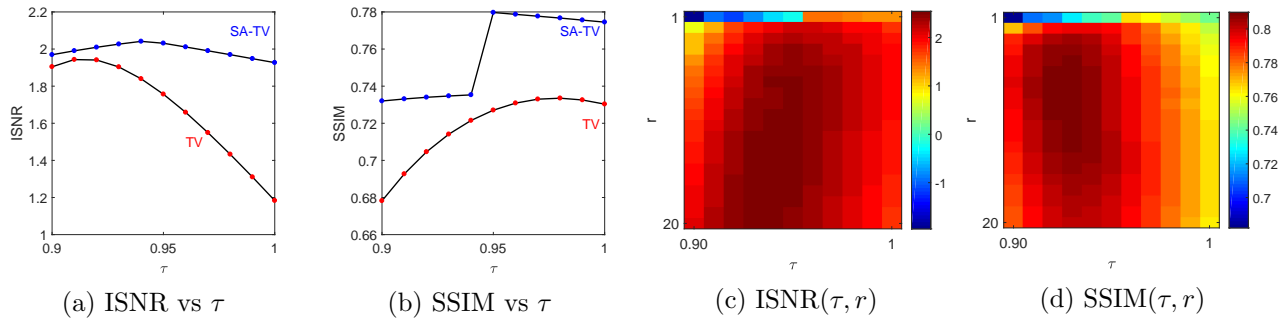 2.2
2
1.8
1.6
1.4
1.2
1
0.9
0.95
1
ISNR
τ
SA-TV
TV
(a) ISNR vs τ
0.78
0.76
0.74
0.72
0.7
0.68
0.66
0.9
0.95
1
SSIM
τ
SA-TV
TV
(b) SSIM vs τ
1
r
20
0.90
1
τ
2
1
0
-1
(c) ISNR(τ, r)
1
r
20
0.90
1
τ
0.8
0.78
0.76
0.74
0.72
0.7
(d) SSIM(τ, r)